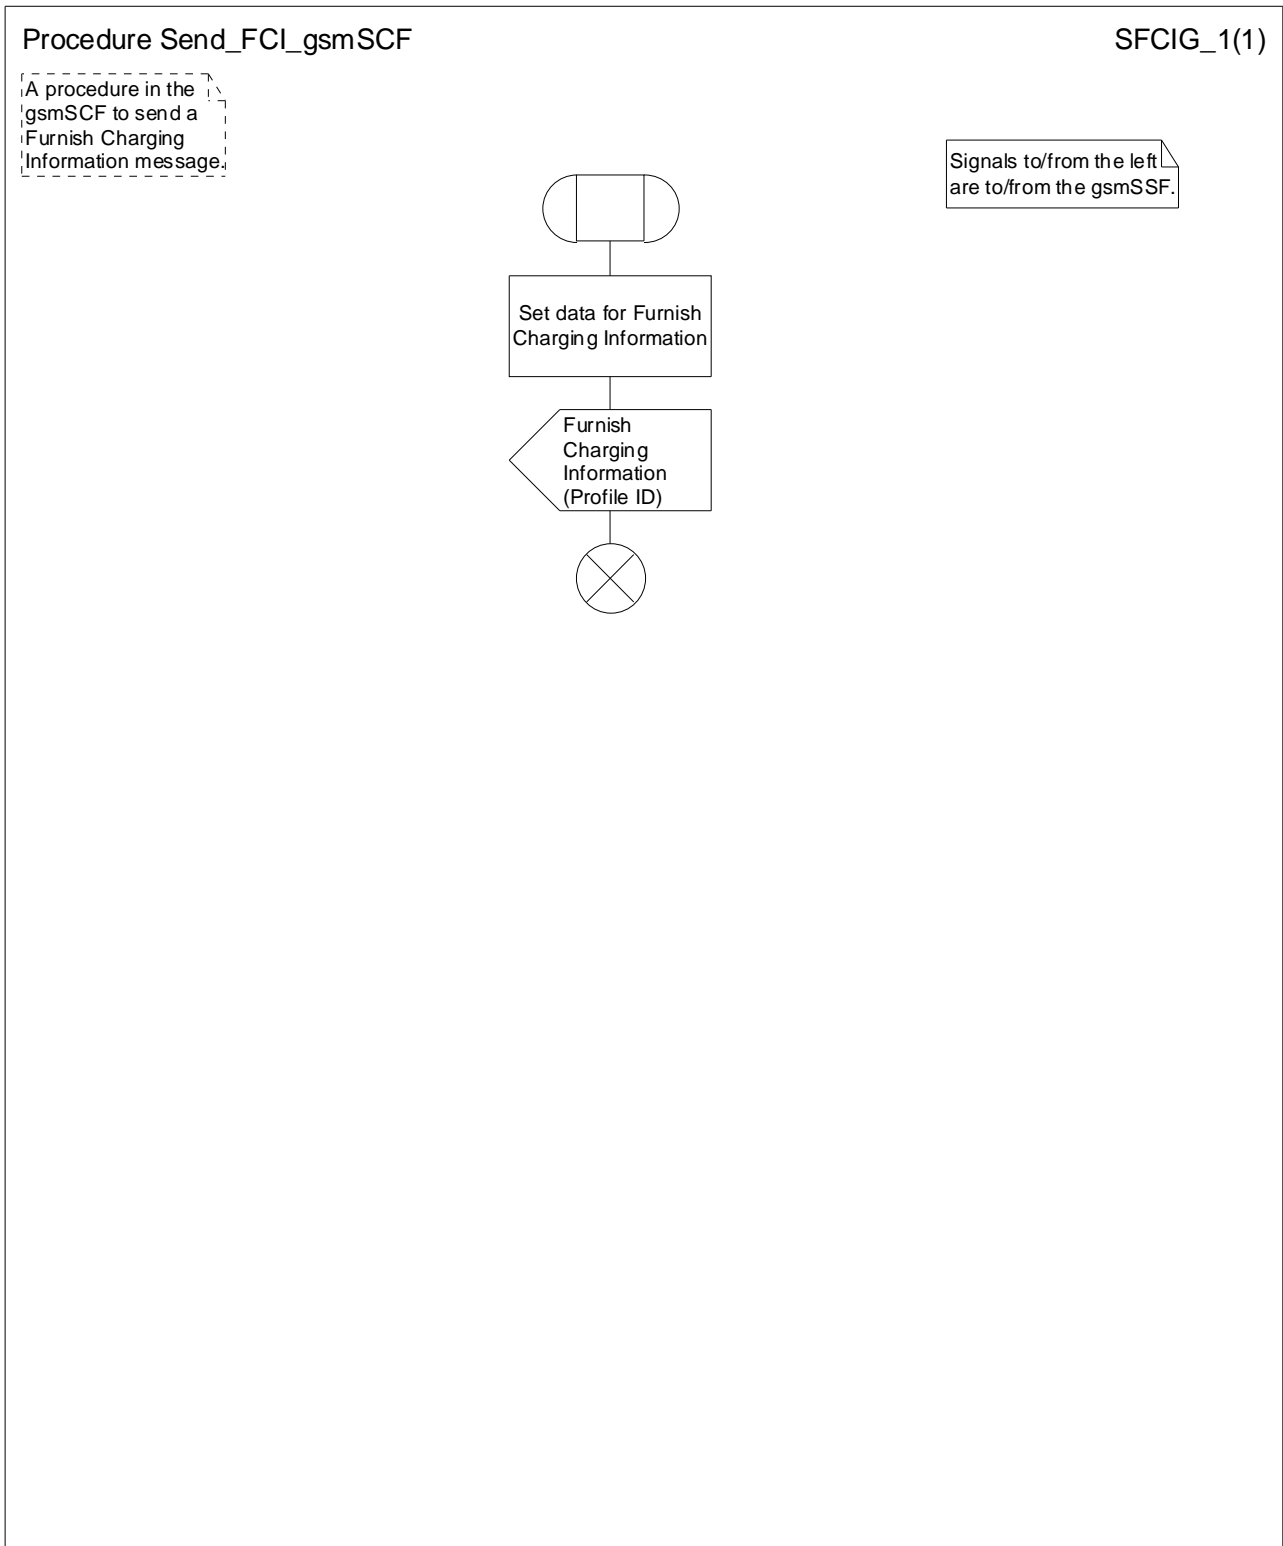 Procedure Send_FCI_gsmSCF
SFCIG_1(1)
A procedure in the
gsmSCF to send a
Furnish Charging
Information message.
Signals to/from the left
are to/from the gsmSSF.
Set data for Furnish
Charging Information
Furnish
Charging
Information
(Profile ID)